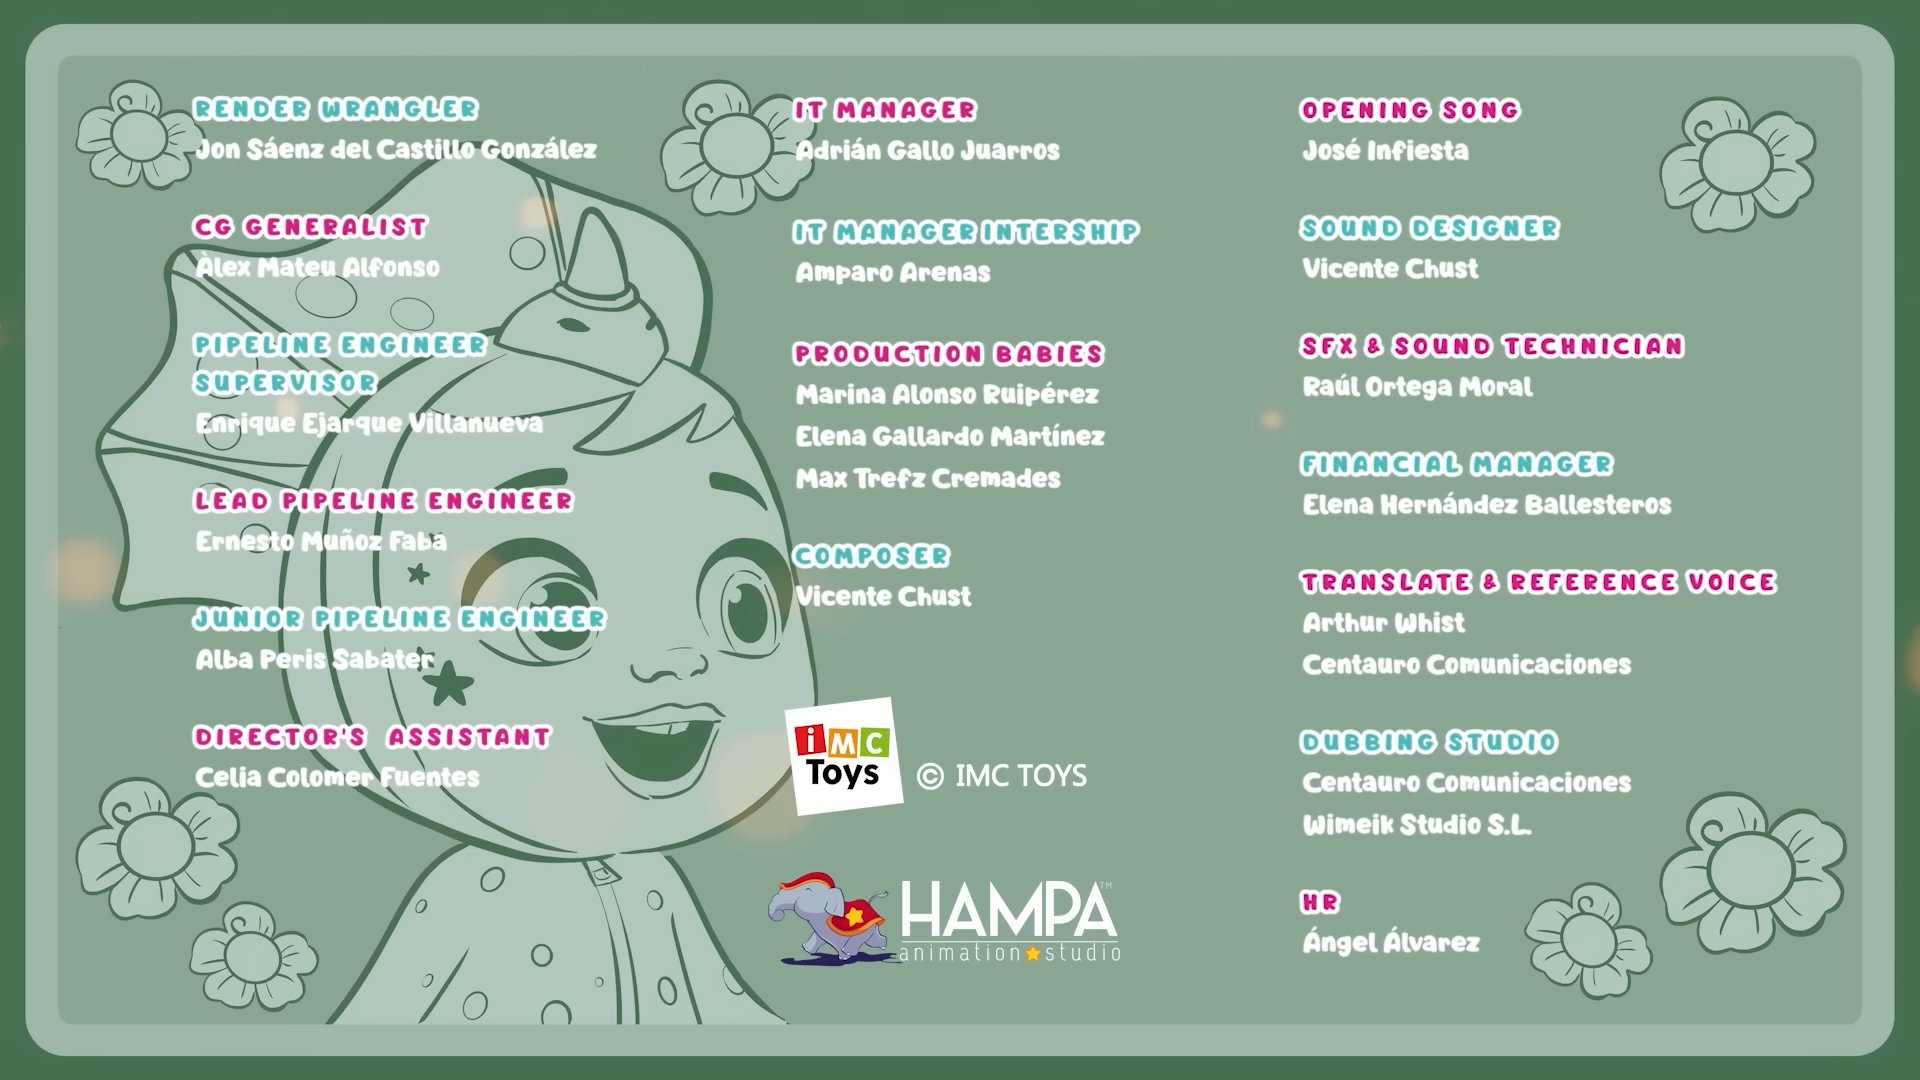 RENDER WRANGLER
Jon Sáenz del Castillo González
CG GENERALIST
Àlex Mateu Alfonso
PIPELINE ENGINEER
SUPERVISOR
Enrique Ejarque Villanueva
LEAD PIPELINE ENGINEER
Ernesto Muñoz Faba
JUNIOR PIPELINE ENGINEER
Alba Peris Sabater
DIRECTOR'S ASSISTANT
Celia Colomer Fuentes
IT MANAGER
Adrián Gallo Juarros
IT MANAGER INTERSHIP
Amparo Arenas
PRODUCTION BABIES
Marina Alonso Ruipérez
Elena Gallardo Martínez
Max Trefz Cremades
COMPOSER
Vicente Chust
iMC
Toys
© IMC TOYS
HAMPA™
animation studio
OPENING SONG
José Infiesta
SOUND DESIGNER
Vicente Chust
SFX & SOUND TECHNICIAN
Raúl Ortega Moral
FINANCIAL MANAGER
Elena Hernández Ballesteros
TRANSLATE & REFERENCE VOICE
Arthur Whist
Centauro Comunicaciones
DUBBING STUDIO
Centauro Comunicaciones
Wimeik Studio S.L.
HR
Ángel Álvarez